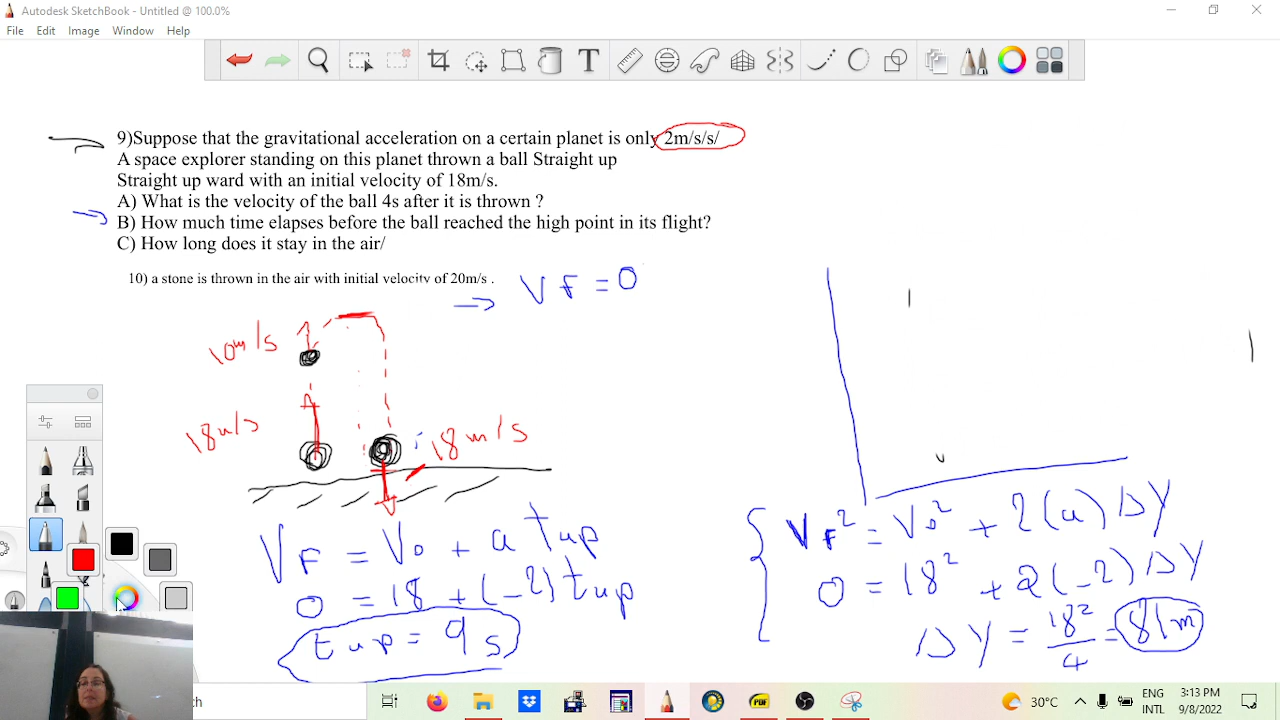 Autodesk SketchBook - Untitled @ 100.0%
File Edit Image Window Help
9)Suppose that the gravitational acceleration on a certain planet is only 2m/s/s/
A space explorer standing on this planet thrown a ball Straight up
Straight up ward with an initial velocity of 18m/s.
A) What is the velocity of the ball 4s after it is thrown ?
B) How much time elapses before the ball reached the high point in its flight?
C) How long does it stay in the air/
10) a stone is thrown in the air with initial velocity of 20m/s .
→ VF = 0
10m/s
18m/s
18m/s
VF = V0 + a tup
0 = 18 + (-2) tup
tup = 9s
VF² = V0² + 2(a) ΔY
0 = 18² + 2(-2) ΔY
ΔY = 18²/4 = 81m
ch
PDF
30°C
ENG
INTL
3:13 PM
9/8/2022